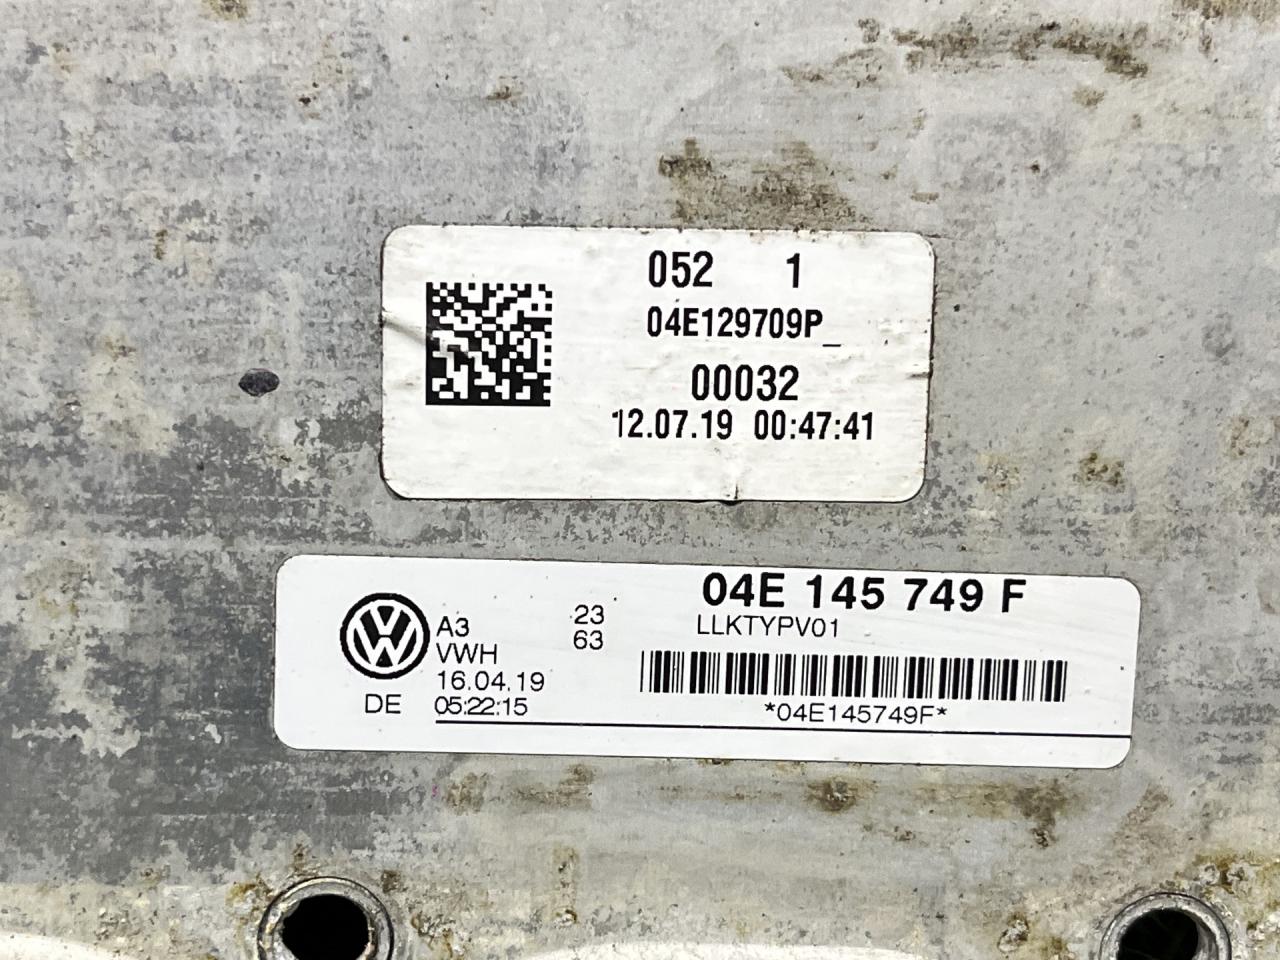 052 1
04E129709P_
00032
12.07.19 00:47:41
04E 145 749 F
LLKTYPV01
A3
VWH
16.04.19
05:22:15
DE
23
63
*04E145749F*